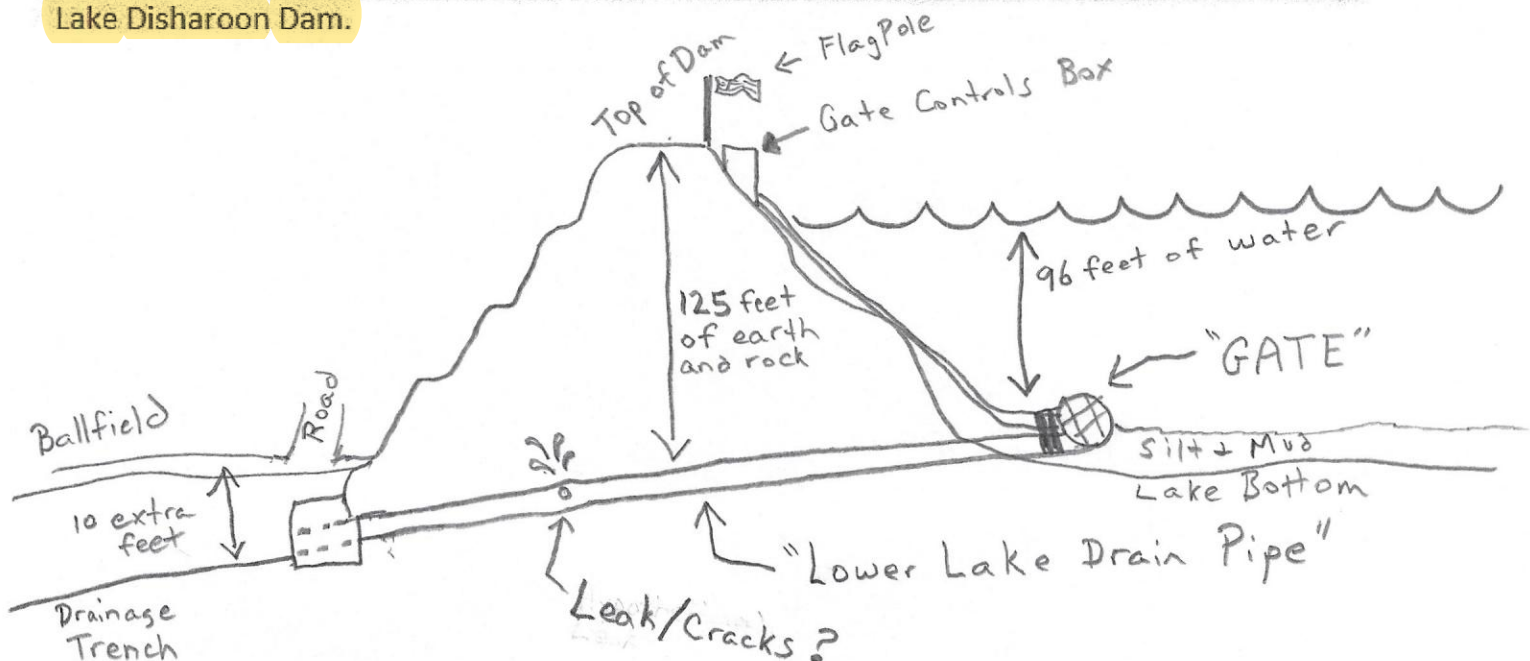 Lake Disharoon Dam.
Top of Dam
← FlagPole
Gate Controls Box
96 feet of water
125 feet
of earth
and rock
"GATE"
Ballfield
Road
Silt & Mud
Lake Bottom
10 extra
feet
"Lower Lake Drain Pipe"
Leak/Cracks?
Drainage
Trench